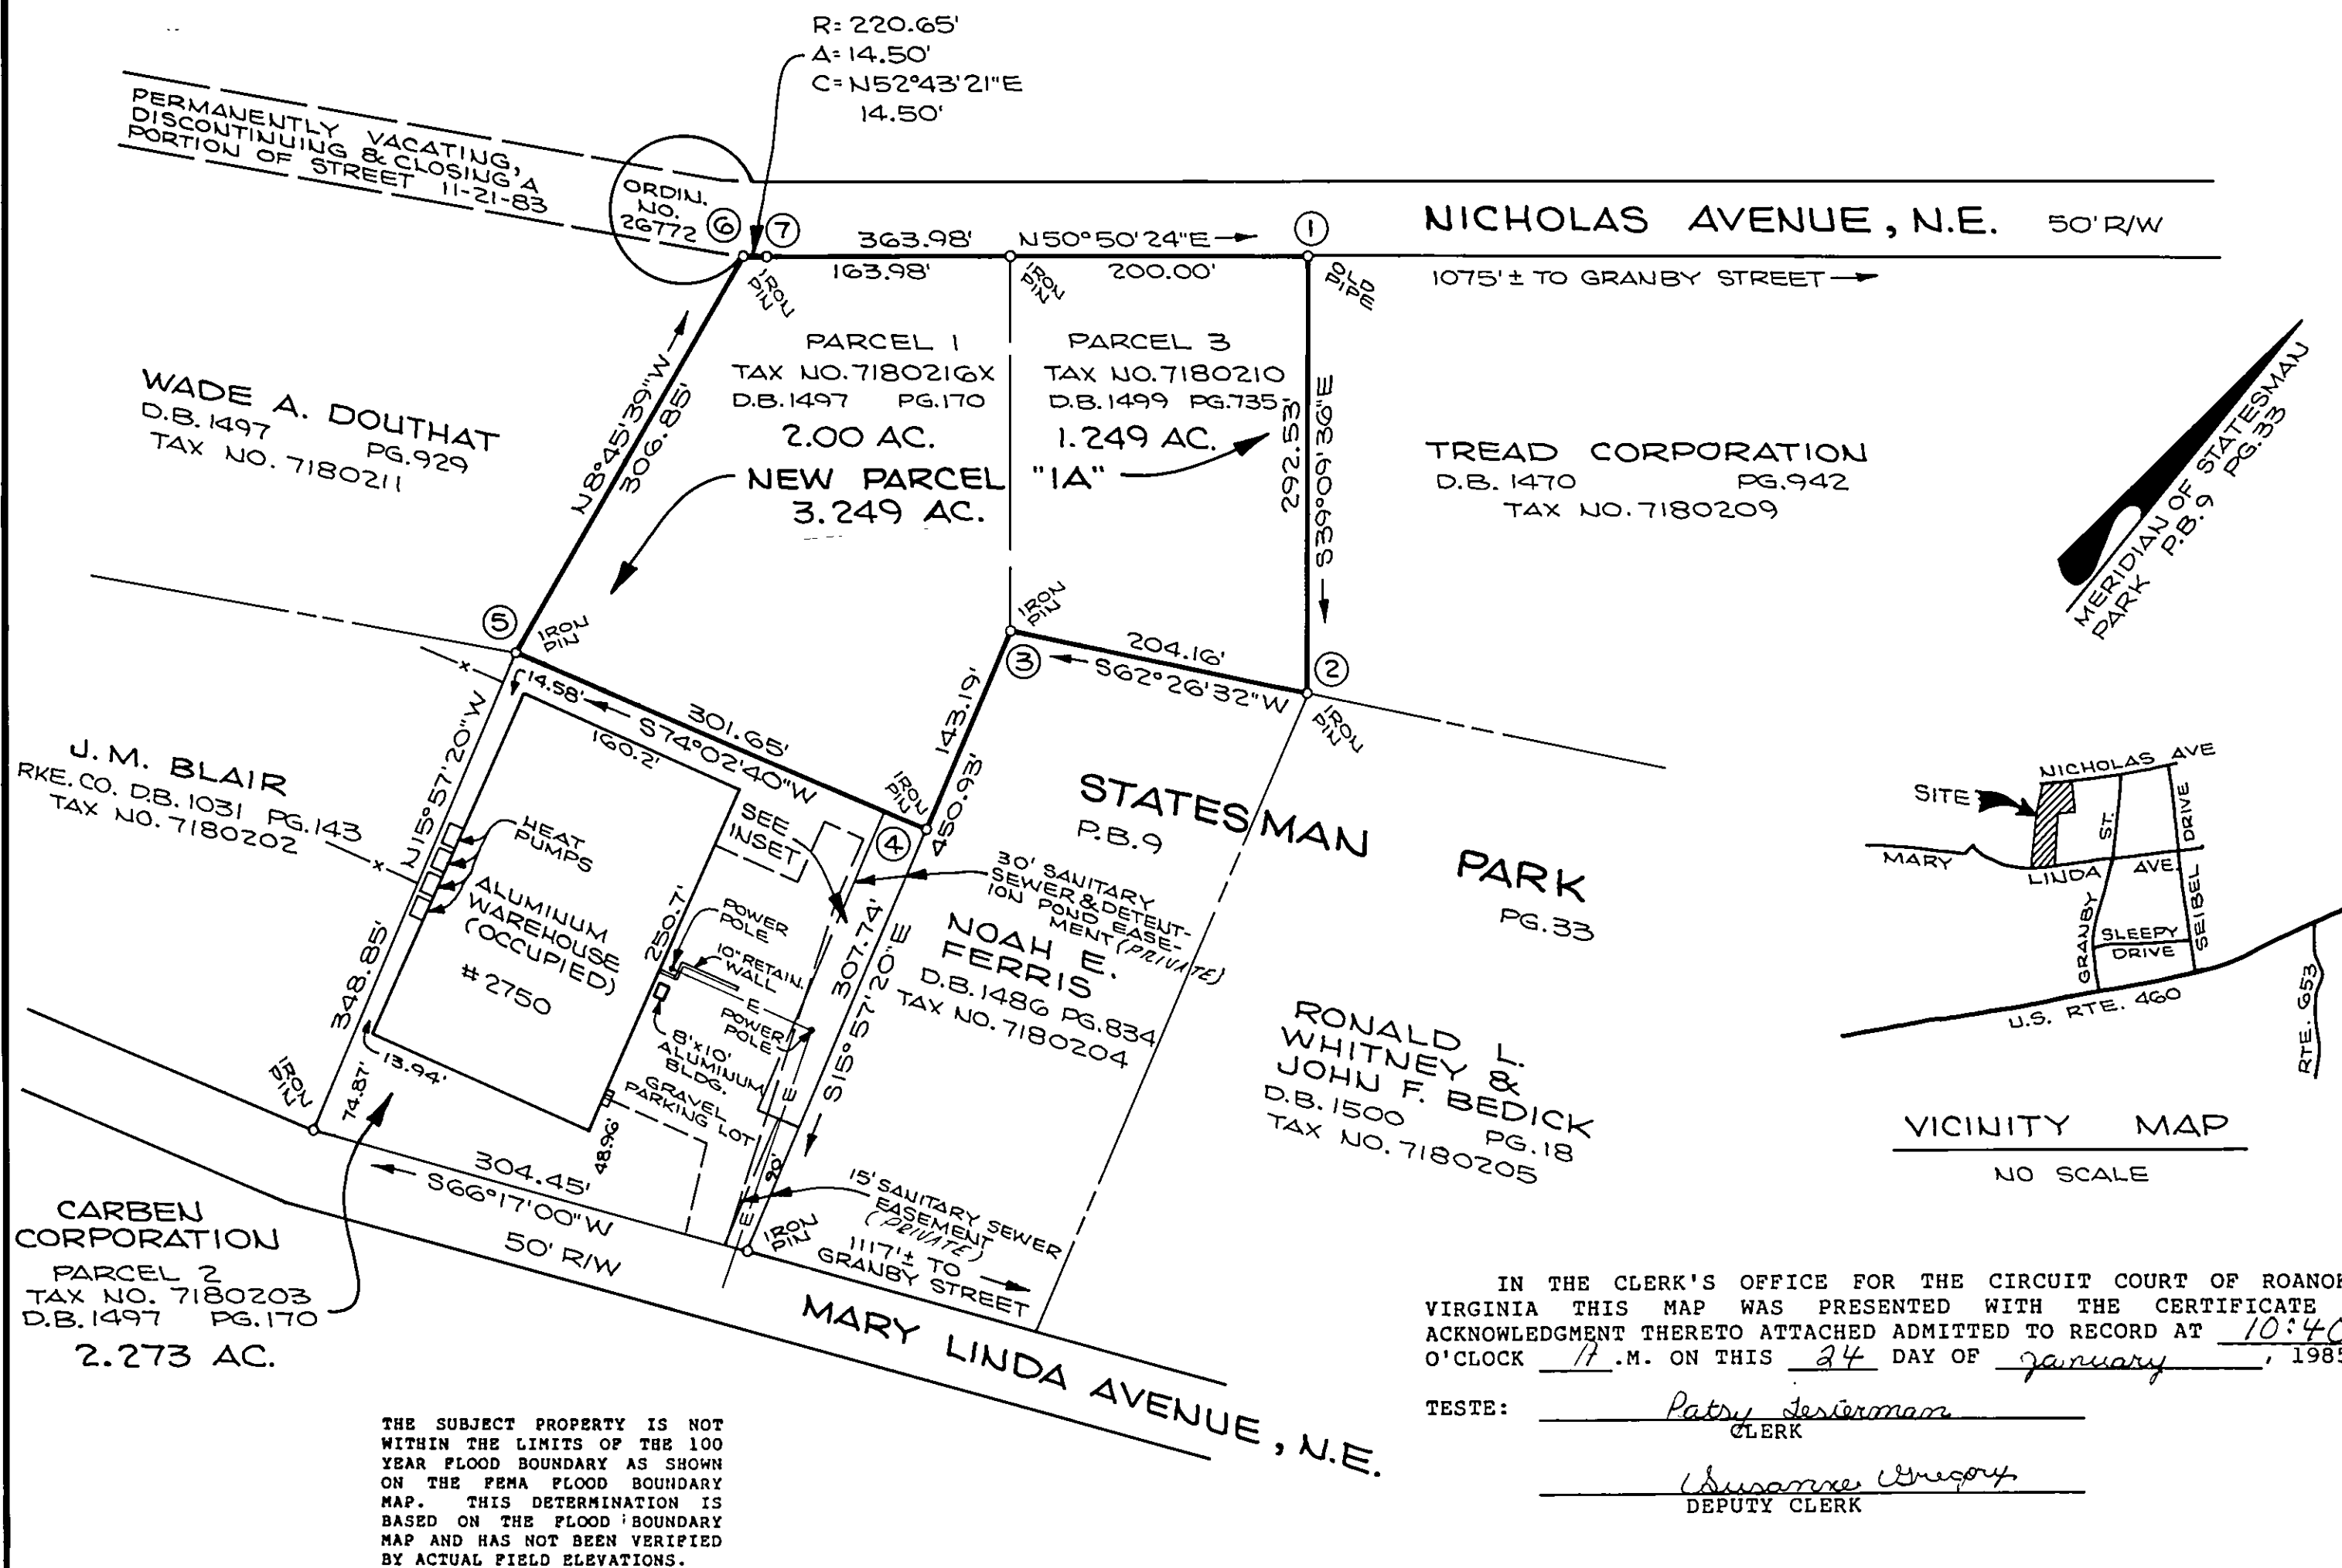 R= 220.65'
A= 14.50'
C= N52°43'21"E
14.50'
PERMANENTLY VACATING,
DISCONTINUING & CLOSING A
PORTION OF STREET 11-21-83
ORDIN.
NO.
26772
6
7
363.98'
N50°50'24"E
1
NICHOLAS AVENUE, N.E. 50' R/W
163.98'
200.00'
1075'± TO GRANBY STREET
IRON
PIN
IRON
PIN
OLD
PIPE
WADE A. DOUTHAT
D.B. 1497 PG.929
TAX NO. 7180211
N8°45'39"W
306.85'
PARCEL 1
TAX NO. 7180216X
D.B. 1497 PG.170
2.00 AC.
PARCEL 3
TAX NO. 7180210
D.B. 1499 PG.735
1.249 AC.
NEW PARCEL "1A"
3.249 AC.
292.53'
S39°09'36"E
TREAD CORPORATION
D.B. 1470 PG.942
TAX NO. 7180209
MERIDIAN OF STATESMAN
PARK P.B.9 PG.33
5
IRON
PIN
IRON
PIN
3
204.16'
S62°26'32"W
2
IRON
PIN
14.58'
301.65'
S74°02'40"W
160.2'
143.19'
450.93'
IRON
PIN
4
J.M. BLAIR
RKE. CO. D.B. 1031 PG.143
TAX NO. 7180202
N15°57'20"W
348.85'
HEAT
PUMPS
ALUMINUM
WAREHOUSE
(OCCUPIED)
# 2750
250.7'
SEE
INSET
POWER
POLE
10" RETAIN.
WALL
E
POWER
POLE
8'x10'
ALUMINUM
BLDG.
GRAVEL
PARKING LOT
307.74'
S15°57'20"E
30' SANITARY
SEWER & DETENT-
ION POND EASE-
MENT (PRIVATE)
STATESMAN PARK
P.B.9 PG.33
NOAH E.
FERRIS
D.B. 1486 PG.834
TAX NO. 7180204
RONALD L.
WHITNEY &
JOHN F. BEDICK
D.B. 1500 PG.18
TAX NO. 7180205
SITE
NICHOLAS AVE
MARY LINDA AVE.
GRANBY ST.
SEIBEL DRIVE
SLEEPY
DRIVE
U.S. RTE. 460
RTE. 653
VICINITY MAP
NO SCALE
IRON
PIN
74.87'
13.94'
48.96'
E
E
E
90'
304.45'
S66°17'00"W
50' R/W
IRON
PIN
15' SANITARY SEWER
EASEMENT
(PRIVATE)
1117'± TO
GRANBY STREET
MARY LINDA AVENUE, N.E.
CARBEN
CORPORATION
PARCEL 2
TAX NO. 7180203
D.B. 1497 PG.170
2.273 AC.
THE SUBJECT PROPERTY IS NOT
WITHIN THE LIMITS OF THE 100
YEAR FLOOD BOUNDARY AS SHOWN
ON THE FEMA FLOOD BOUNDARY
MAP. THIS DETERMINATION IS
BASED ON THE FLOOD BOUNDARY
MAP AND HAS NOT BEEN VERIFIED
BY ACTUAL FIELD ELEVATIONS.
IN THE CLERK'S OFFICE FOR THE CIRCUIT COURT OF ROANOK
VIRGINIA THIS MAP WAS PRESENTED WITH THE CERTIFICATE
ACKNOWLEDGMENT THERETO ATTACHED ADMITTED TO RECORD AT 10:40
O'CLOCK A.M. ON THIS 24 DAY OF January, 1985
TESTE: Patsy Testerman
CLERK
Susanne Gregory
DEPUTY CLERK